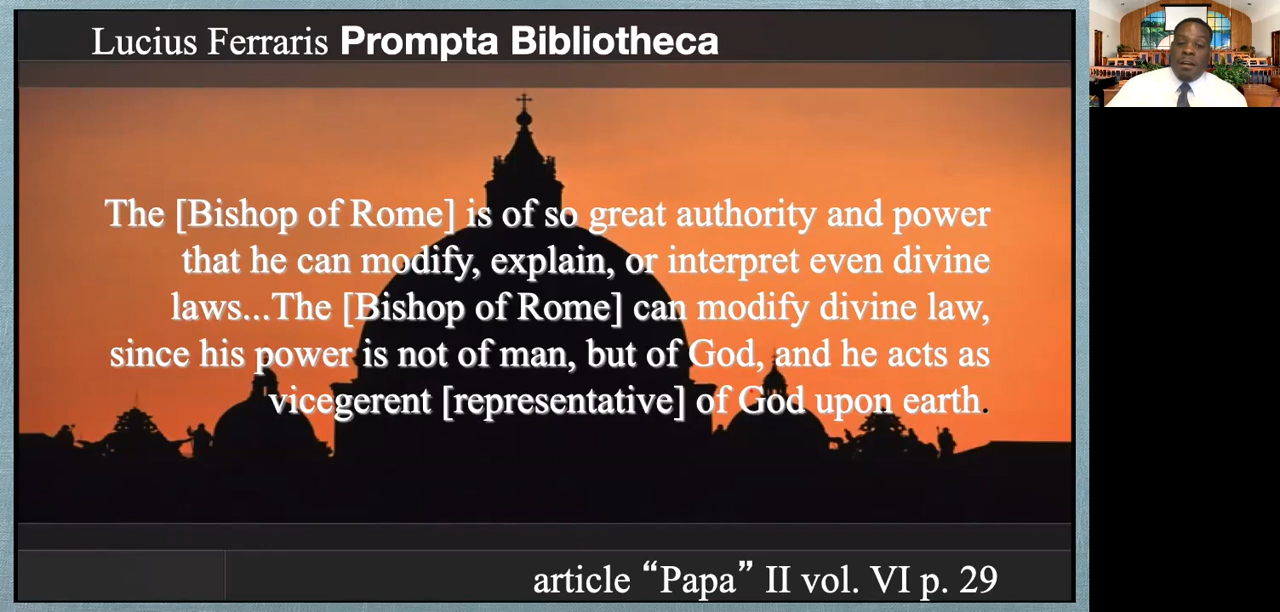 Lucius Ferraris Prompta Bibliotheca
The [Bishop of Rome] is of so great authority and power
that he can modify, explain, or interpret even divine
laws...The [Bishop of Rome] can modify divine law,
since his power is not of man, but of God, and he acts as
vicegerent [representative] of God upon earth.
article “Papa” II vol. VI p. 29